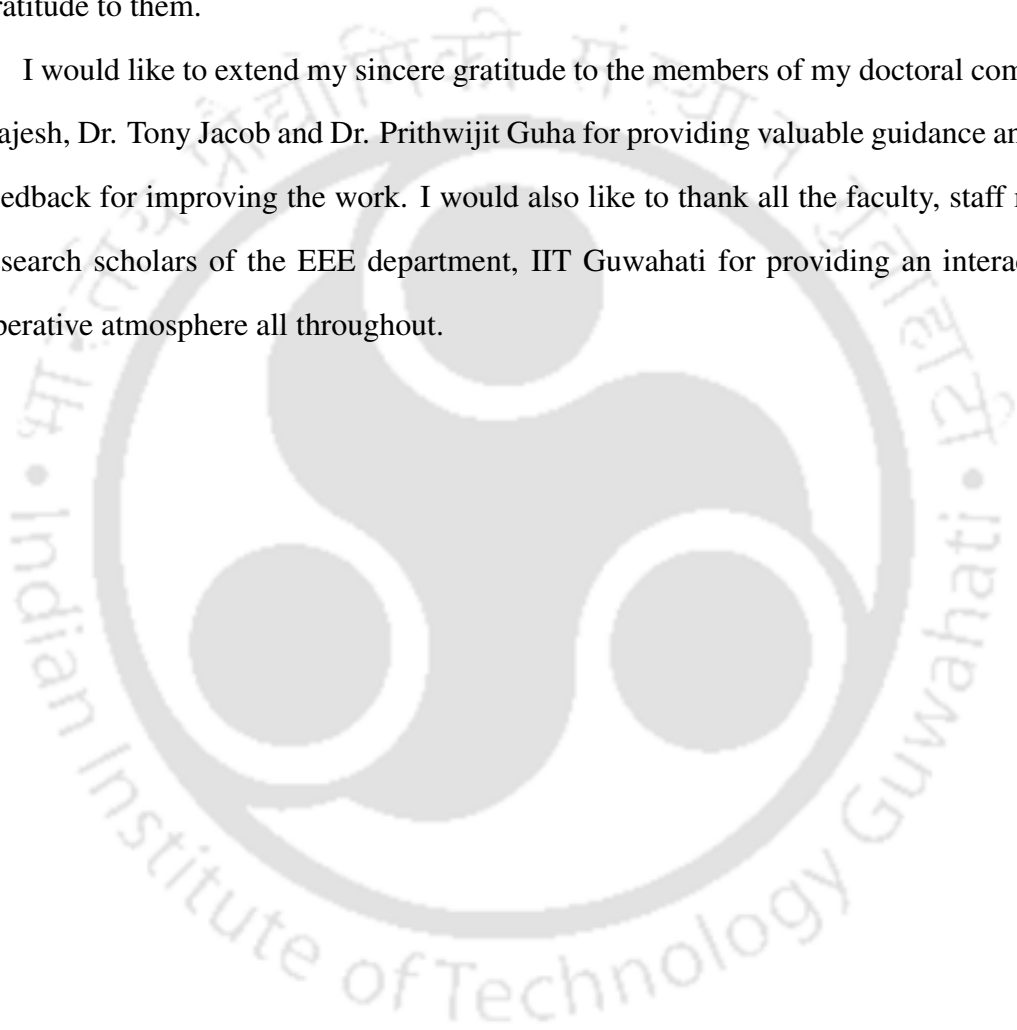 ratitude to them.
I would like to extend my sincere gratitude to the members of my doctoral com
ajesh, Dr. Tony Jacob and Dr. Prithwijit Guha for providing valuable guidance an
edback for improving the work. I would also like to thank all the faculty, staff
search scholars of the EEE department, IIT Guwahati for providing an interac
perative atmosphere all throughout.
Indian Institute of Technology Guwahati